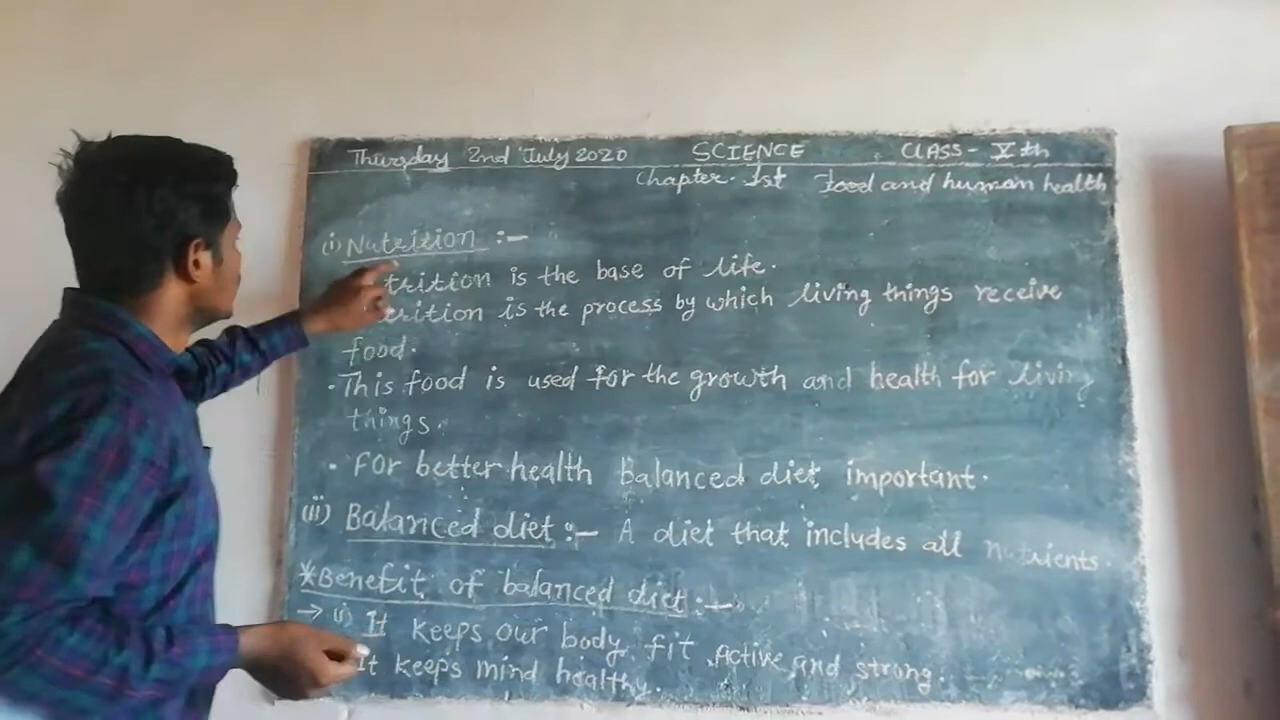 Thursday 2nd July 2020 SCIENCE CLASS - Vth
Chapter. 1st Food and human health
(i) Nutrition :-
trition is the base of life.
trition is the process by which living things receive
food.
· This food is used for the growth and health for living
things.
· For better health balanced diet important.
(ii) Balanced diet :- A diet that includes all nutrients.
*Benefit of balanced diet :-
→ (i) It keeps our body fit Active and strong.
It keeps mind healthy.